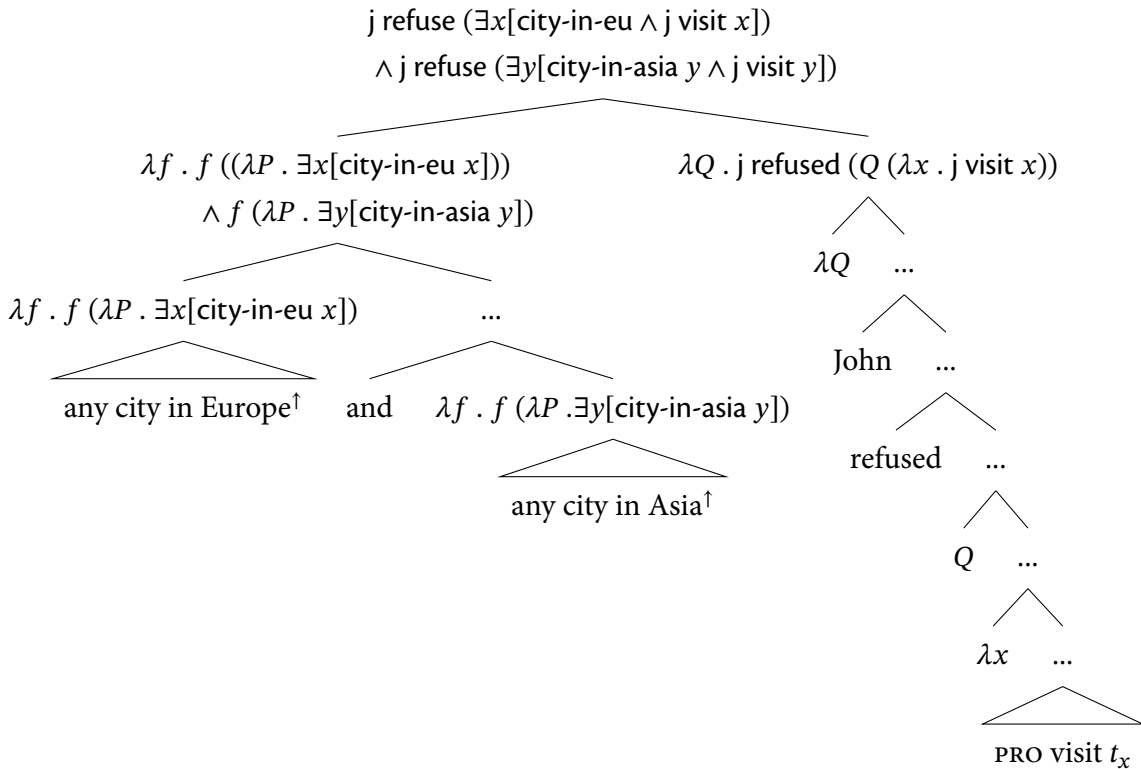 j refuse (∃x[city-in-eu ∧ j visit x])
∧ j refuse (∃y[city-in-asia y ∧ j visit y])
λf . f ((λP . ∃x[city-in-eu x]))
∧ f (λP . ∃y[city-in-asia y])
λQ . j refused (Q (λx . j visit x))
λQ ...
λf . f (λP . ∃x[city-in-eu x]) ...
John ...
any city in Europe↑ and λf . f (λP .∃y[city-in-asia y])
refused ...
any city in Asia↑
Q ...
λx ...
PRO visit tₓ